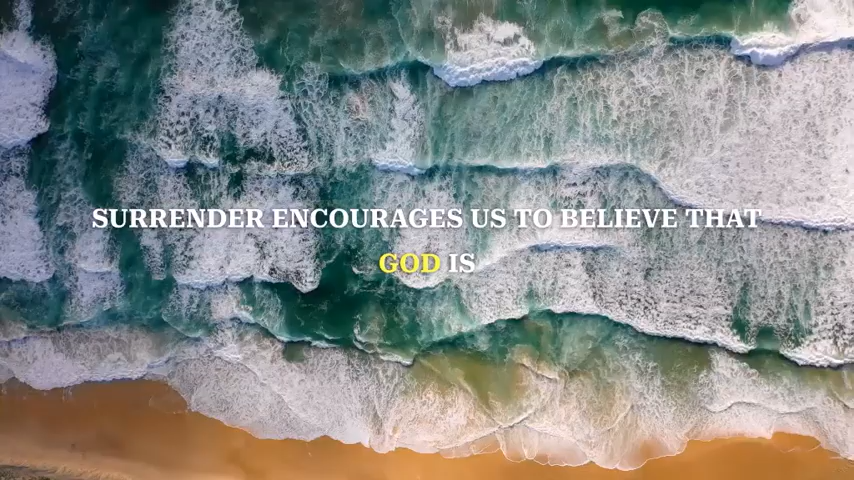 SURRENDER ENCOURAGES US TO BELIEVE THAT
GOD IS